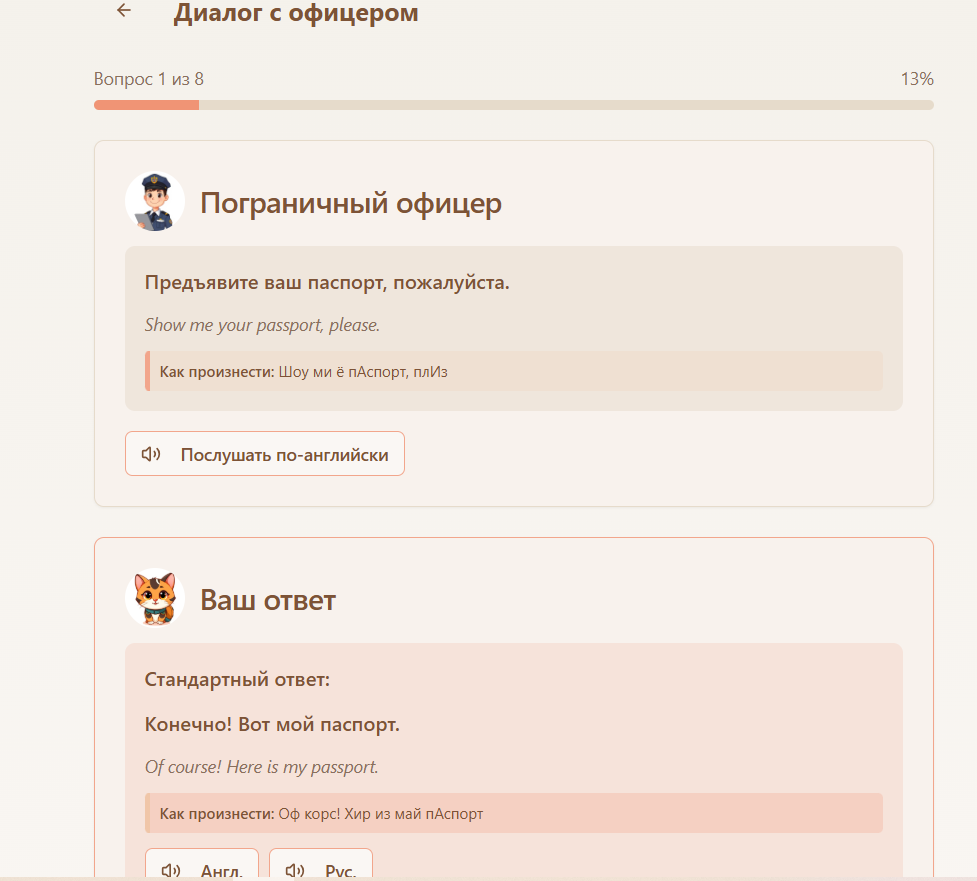 Диалог с офицером
Вопрос 1 из 8
13%
Пограничный офицер
Предъявите ваш паспорт, пожалуйста.
Show me your passport, please.
Как произнести: Шоу ми ё пАспорт, плИз
Послушать по-английски
Ваш ответ
Стандартный ответ:
Конечно! Вот мой паспорт.
Of course! Here is my passport.
Как произнести: Оф корс! Хир из май пАспорт
Англ.
Рус.